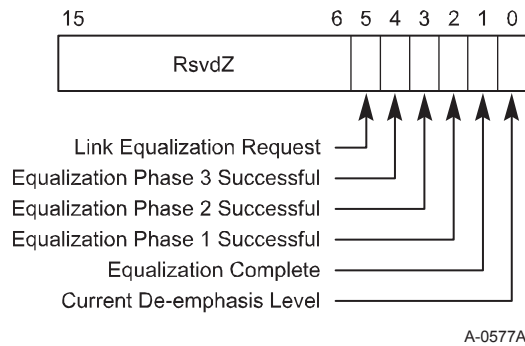 15 6 5 4 3 2 1 0
RsvdZ
Link Equalization Request
Equalization Phase 3 Successful
Equalization Phase 2 Successful
Equalization Phase 1 Successful
Equalization Complete
Current De-emphasis Level
A-0577A